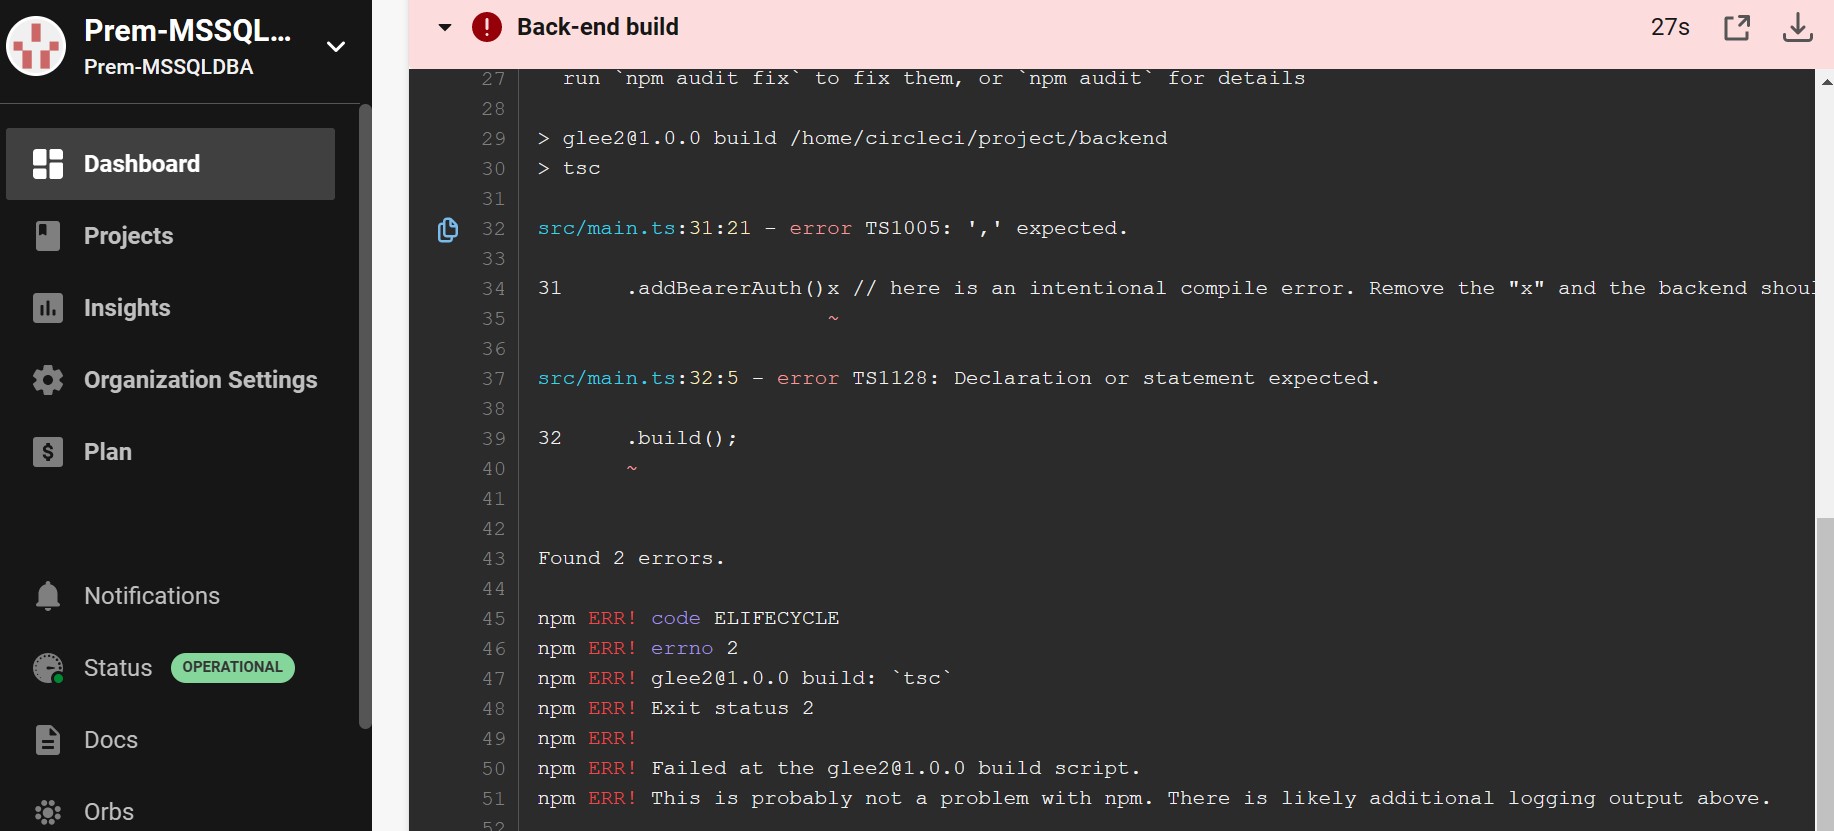 Prem-MSSQL...
Prem-MSSQLDBA
Dashboard
Projects
Insights
Organization Settings
Plan
Notifications
Status OPERATIONAL
Docs
Orbs
Back-end build 27s
27 run `npm audit fix` to fix them, or `npm audit` for details
28
29 > glee2@1.0.0 build /home/circleci/project/backend
30 > tsc
31
32 src/main.ts:31:21 - error TS1005: ',' expected.
33
34 31 .addBearerAuth()x // here is an intentional compile error. Remove the "x" and the backend shoul
35 ~
36
37 src/main.ts:32:5 - error TS1128: Declaration or statement expected.
38
39 32 .build();
40 ~
41
42
43 Found 2 errors.
44
45 npm ERR! code ELIFECYCLE
46 npm ERR! errno 2
47 npm ERR! glee2@1.0.0 build: `tsc`
48 npm ERR! Exit status 2
49 npm ERR!
50 npm ERR! Failed at the glee2@1.0.0 build script.
51 npm ERR! This is probably not a problem with npm. There is likely additional logging output above.
52